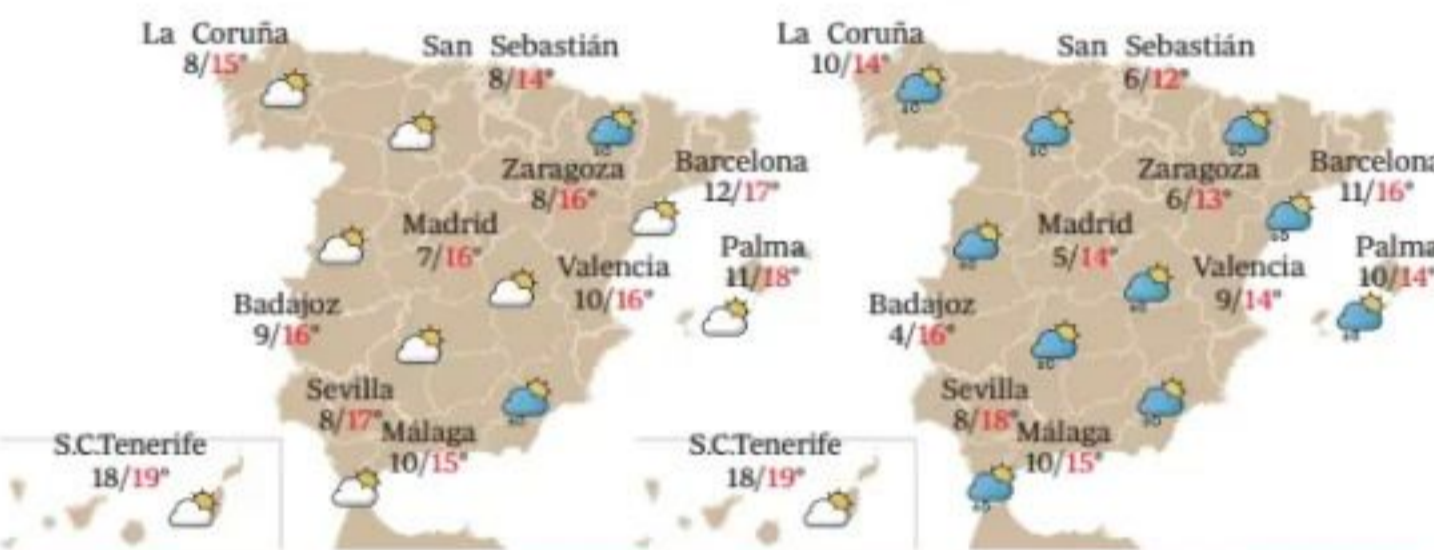 La Coruña
8/15°
San Sebastián
8/14°
Zaragoza
8/16°
Barcelona
12/17°
Madrid
7/16°
Valencia
10/16°
Palma
11/18°
Badajoz
9/16°
Sevilla
8/17°
Málaga
10/15°
S.C.Tenerife
18/19°
La Coruña
10/14°
San Sebastián
6/12°
Zaragoza
6/13°
Barcelona
11/16°
Madrid
5/14°
Valencia
9/14°
Palma
10/14°
Badajoz
4/16°
Sevilla
8/18°
Málaga
10/15°
S.C.Tenerife
18/19°